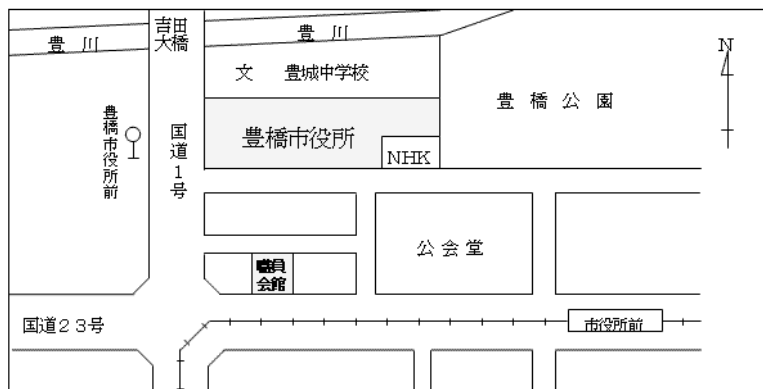 吉田
大橋
豊川
豊川
N
文 豊城中学校
豊橋公園
豊橋市役所前
国道1号
豊橋市役所
NHK
公会堂
職員
会館
国道23号
市役所前